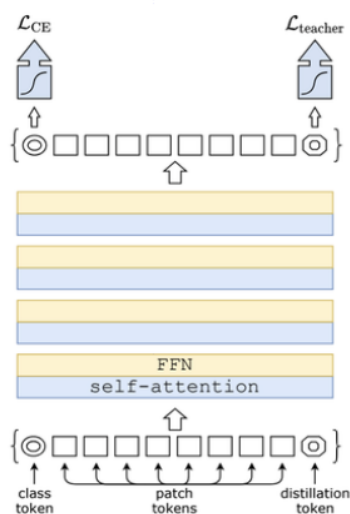 ℒCE ℒteacher
FFN
self-attention
class patch distillation
token tokens token